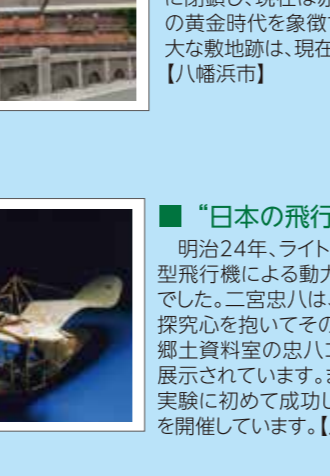 に閉鎖し、現在は
の黄金時代を象徴
大な敷地跡は、現在
【八幡浜市】
■ “日本の飛行
明治24年、ライト
型飛行機による動
でした。二宮忠八は、
探究心を抱いてその
郷土資料室の忠八
展示されています。
実験に初めて成功し
を開催しています。【